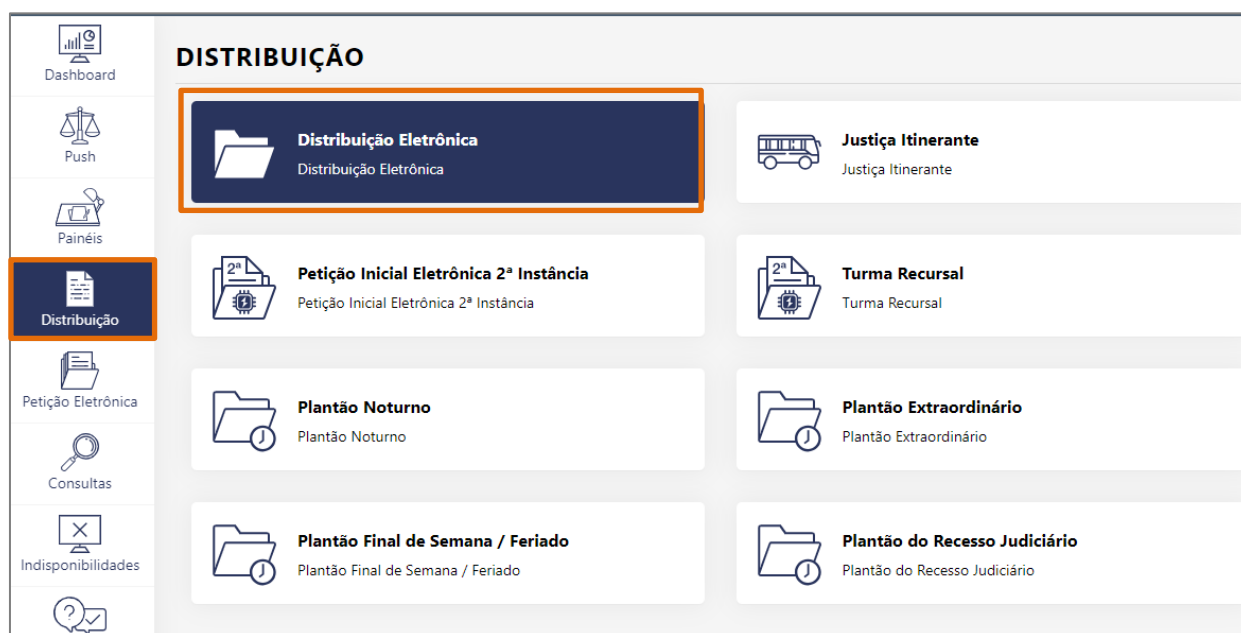 Dashboard
Push
Painéis
Distribuição
Petição Eletrônica
Consultas
Indisponibilidades
DISTRIBUIÇÃO
Distribuição Eletrônica
Distribuição Eletrônica
Justiça Itinerante
Justiça Itinerante
2ª
Petição Inicial Eletrônica 2ª Instância
Petição Inicial Eletrônica 2ª Instância
2ª
Turma Recursal
Turma Recursal
Plantão Noturno
Plantão Noturno
Plantão Extraordinário
Plantão Extraordinário
Plantão Final de Semana / Feriado
Plantão Final de Semana / Feriado
Plantão do Recesso Judiciário
Plantão do Recesso Judiciário